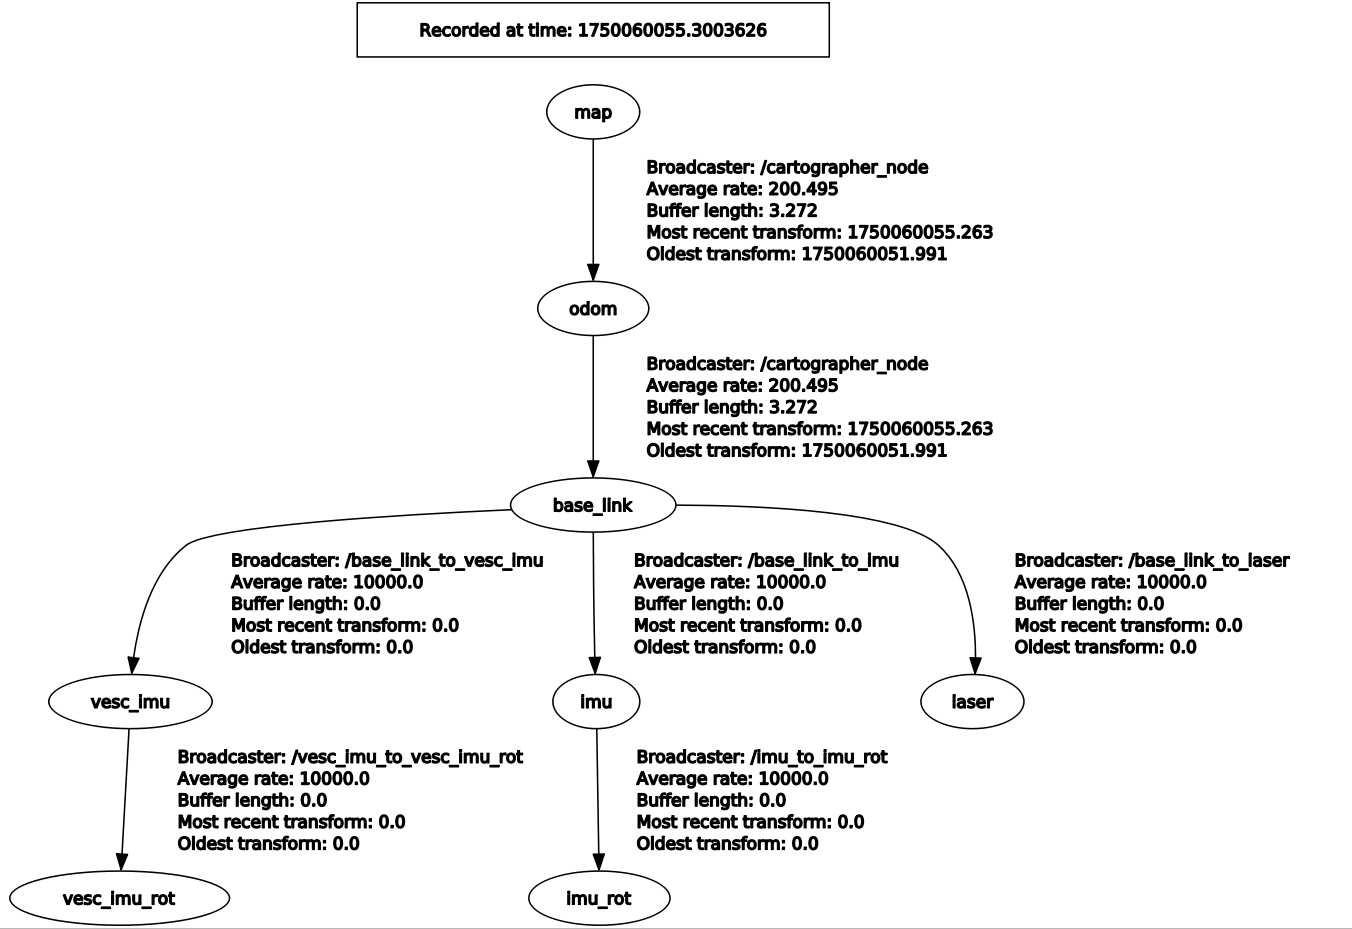 Recorded at time: 1750060055.3003626
map
Broadcaster: /cartographer_node
Average rate: 200.495
Buffer length: 3.272
Most recent transform: 1750060055.263
Oldest transform: 1750060051.991
odom
Broadcaster: /cartographer_node
Average rate: 200.495
Buffer length: 3.272
Most recent transform: 1750060055.263
Oldest transform: 1750060051.991
base_link
Broadcaster: /base_link_to_vesc_imu
Average rate: 10000.0
Buffer length: 0.0
Most recent transform: 0.0
Oldest transform: 0.0
Broadcaster: /base_link_to_imu
Average rate: 10000.0
Buffer length: 0.0
Most recent transform: 0.0
Oldest transform: 0.0
Broadcaster: /base_link_to_laser
Average rate: 10000.0
Buffer length: 0.0
Most recent transform: 0.0
Oldest transform: 0.0
vesc_imu
imu
laser
Broadcaster: /vesc_imu_to_vesc_imu_rot
Average rate: 10000.0
Buffer length: 0.0
Most recent transform: 0.0
Oldest transform: 0.0
Broadcaster: /imu_to_imu_rot
Average rate: 10000.0
Buffer length: 0.0
Most recent transform: 0.0
Oldest transform: 0.0
vesc_imu_rot
imu_rot